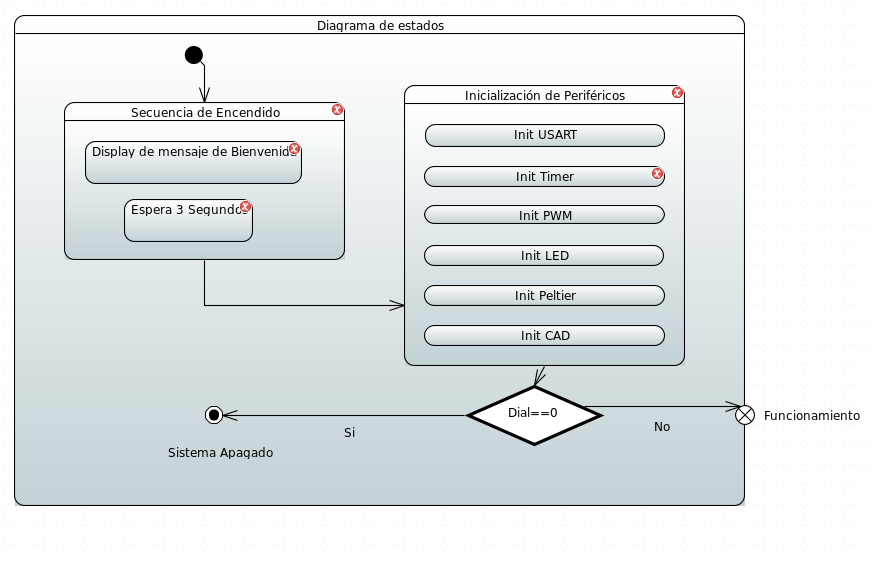 Diagrama de estados
Secuencia de Encendido
Display de mensaje de Bienvenid
Espera 3 Segundos
Inicialización de Periféricos
Init USART
Init Timer
Init PWM
Init LED
Init Peltier
Init CAD
Dial==0
Si
No
Sistema Apagado
Funcionamiento